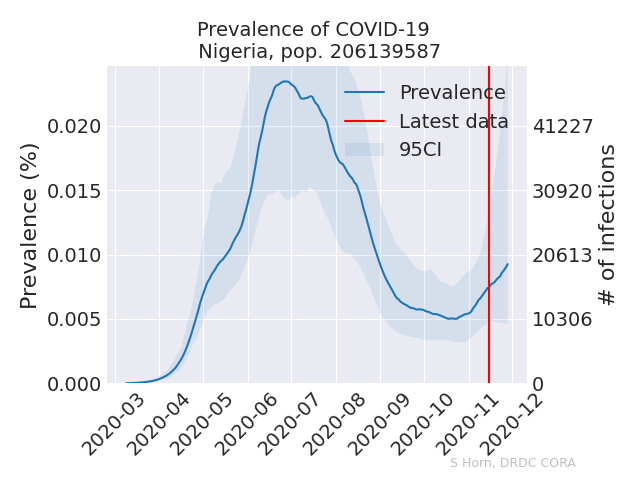 Prevalence of COVID-19
Nigeria, pop. 206139587
Prevalence
Latest data
95CI
Prevalence (%)
0.020
0.015
0.010
0.005
0.000
41227
30920
20613
10306
0
# of infections
2020-03
2020-04
2020-05
2020-06
2020-07
2020-08
2020-09
2020-10
2020-11
2020-12
S Horn, DRDC CORA